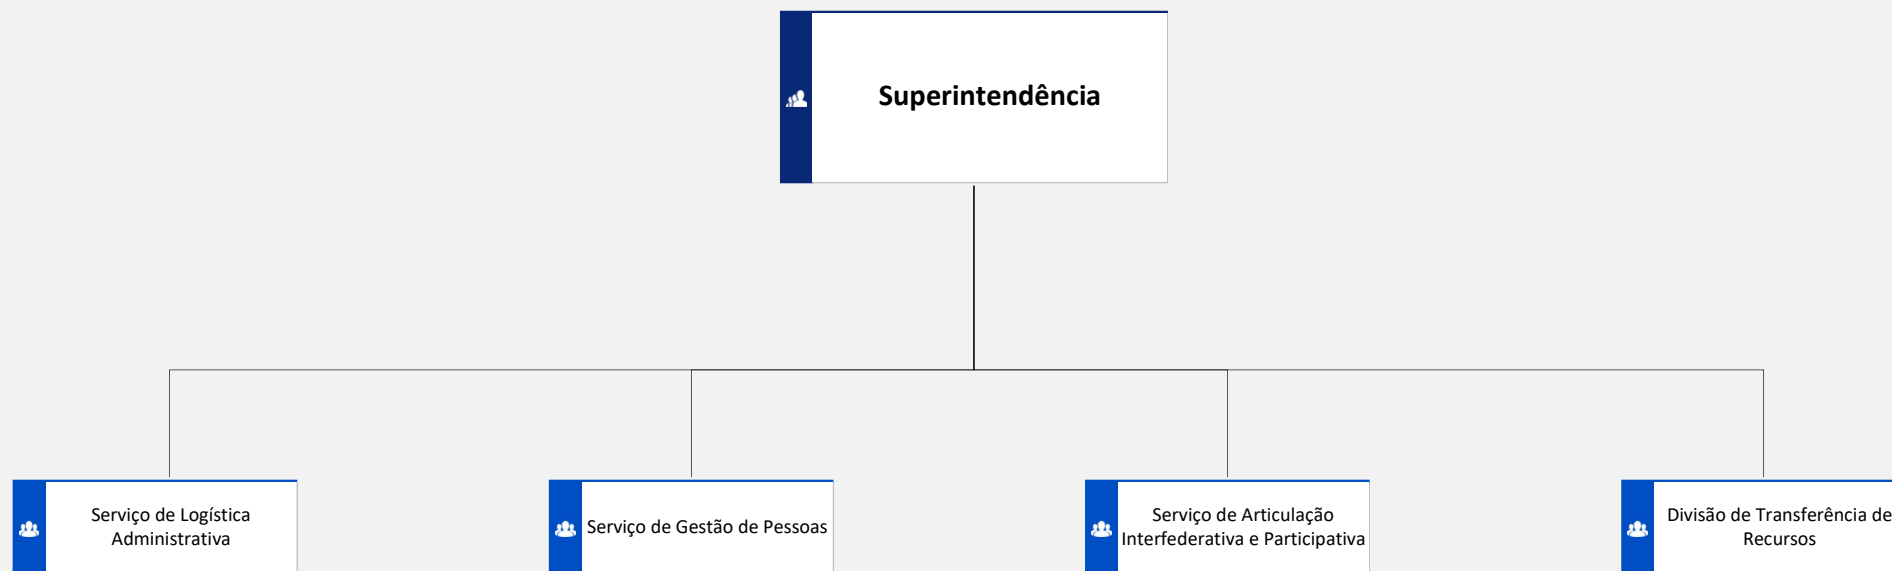 Superintendência
Serviço de Logística
Administrativa
Serviço de Gestão de Pessoas
Serviço de Articulação
Interfederativa e Participativa
Divisão de Transferência de
Recursos